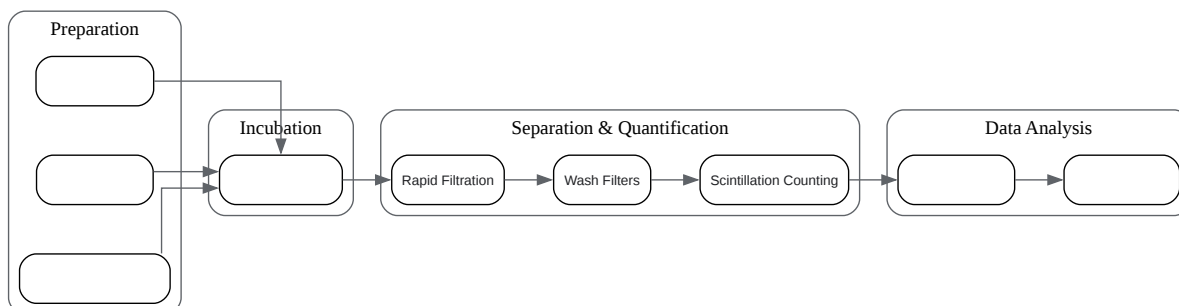 Preparation
Incubation
Separation & Quantification
Data Analysis
Rapid Filtration
Wash Filters
Scintillation Counting